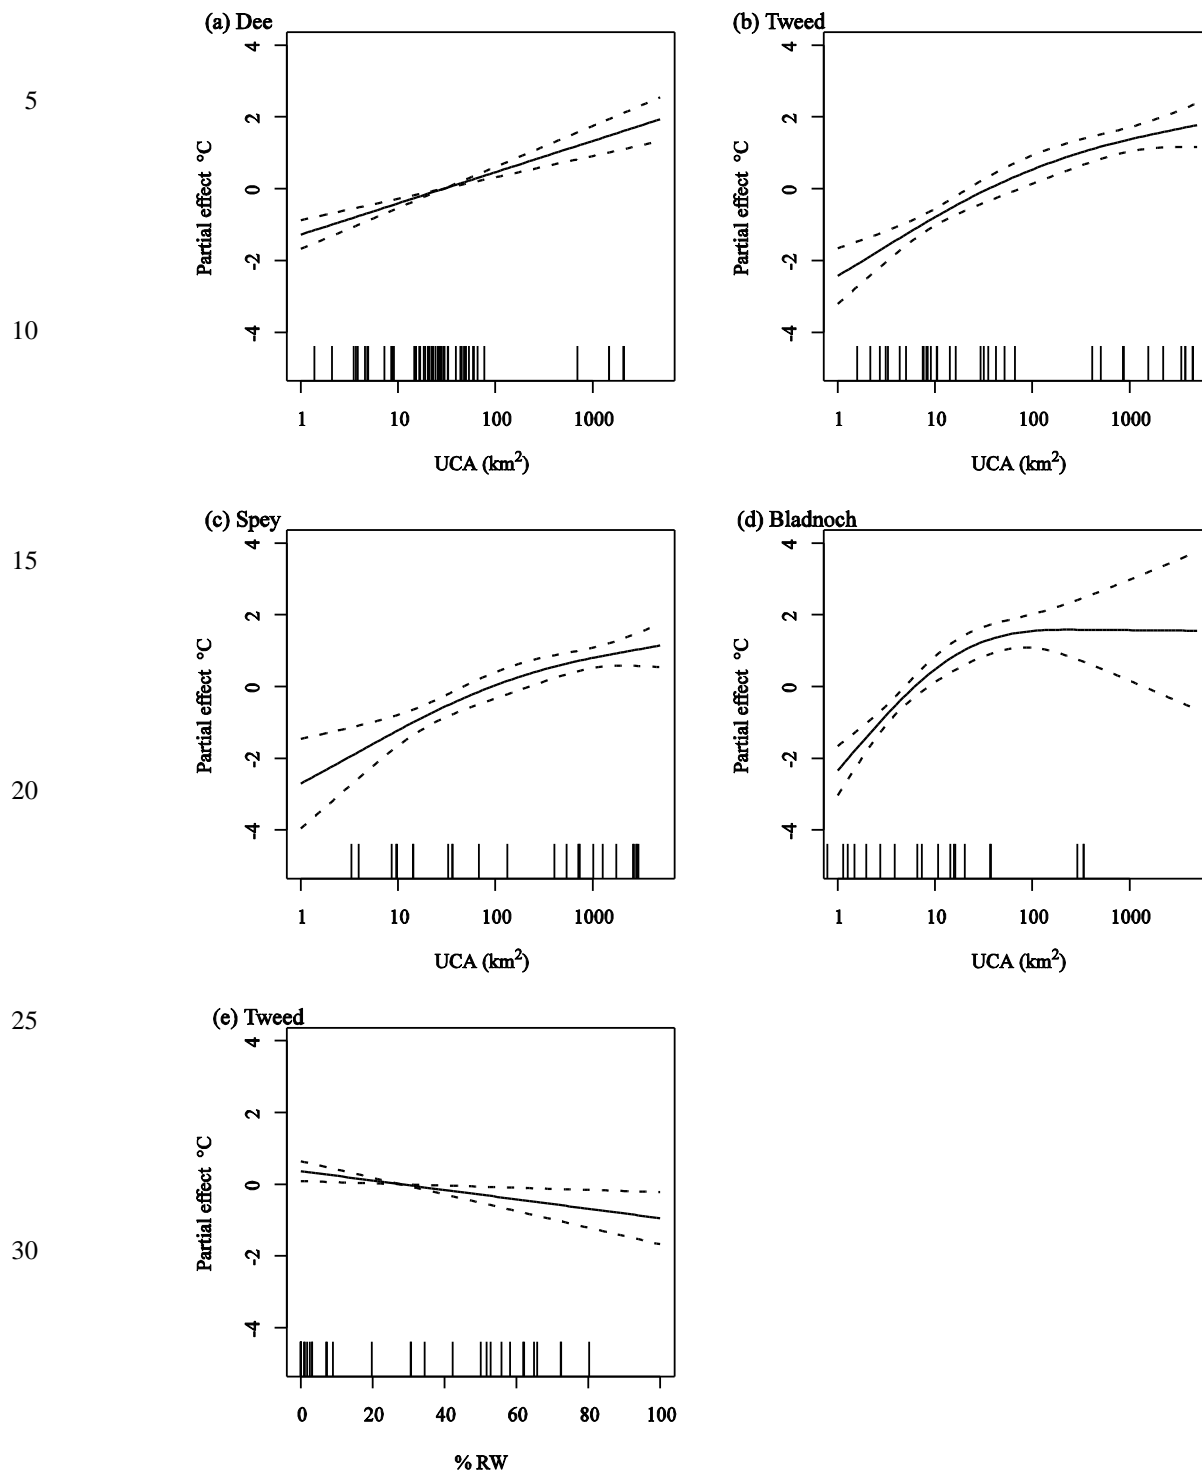 (a) Dee
4
2
0
-2
-4
Partial effect °C
1 10 100 1000
UCA (km²)
(b) Tweed
4
2
0
-2
-4
Partial effect °C
1 10 100 1000
UCA (km²)
(c) Spey
4
2
0
-2
-4
Partial effect °C
1 10 100 1000
UCA (km²)
(d) Bladnoch
4
2
0
-2
-4
Partial effect °C
1 10 100 1000
UCA (km²)
(e) Tweed
4
2
0
-2
-4
Partial effect °C
0 20 40 60 80 100
% RW
5
10
15
20
25
30